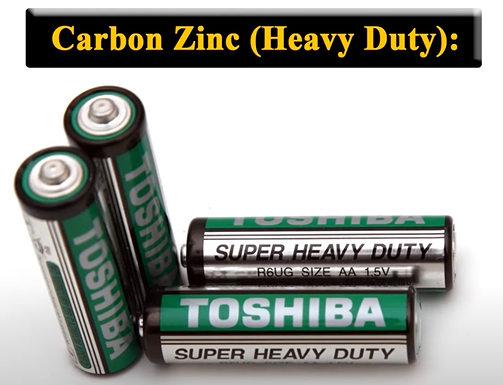 Carbon Zinc (Heavy Duty):
TOSHIBA
TOSHIBA
TOSHIBA
SUPER HEAVY DUTY
R6UG SIZE AA 1.5V
TOSHIBA
SUPER HEAVY DUTY